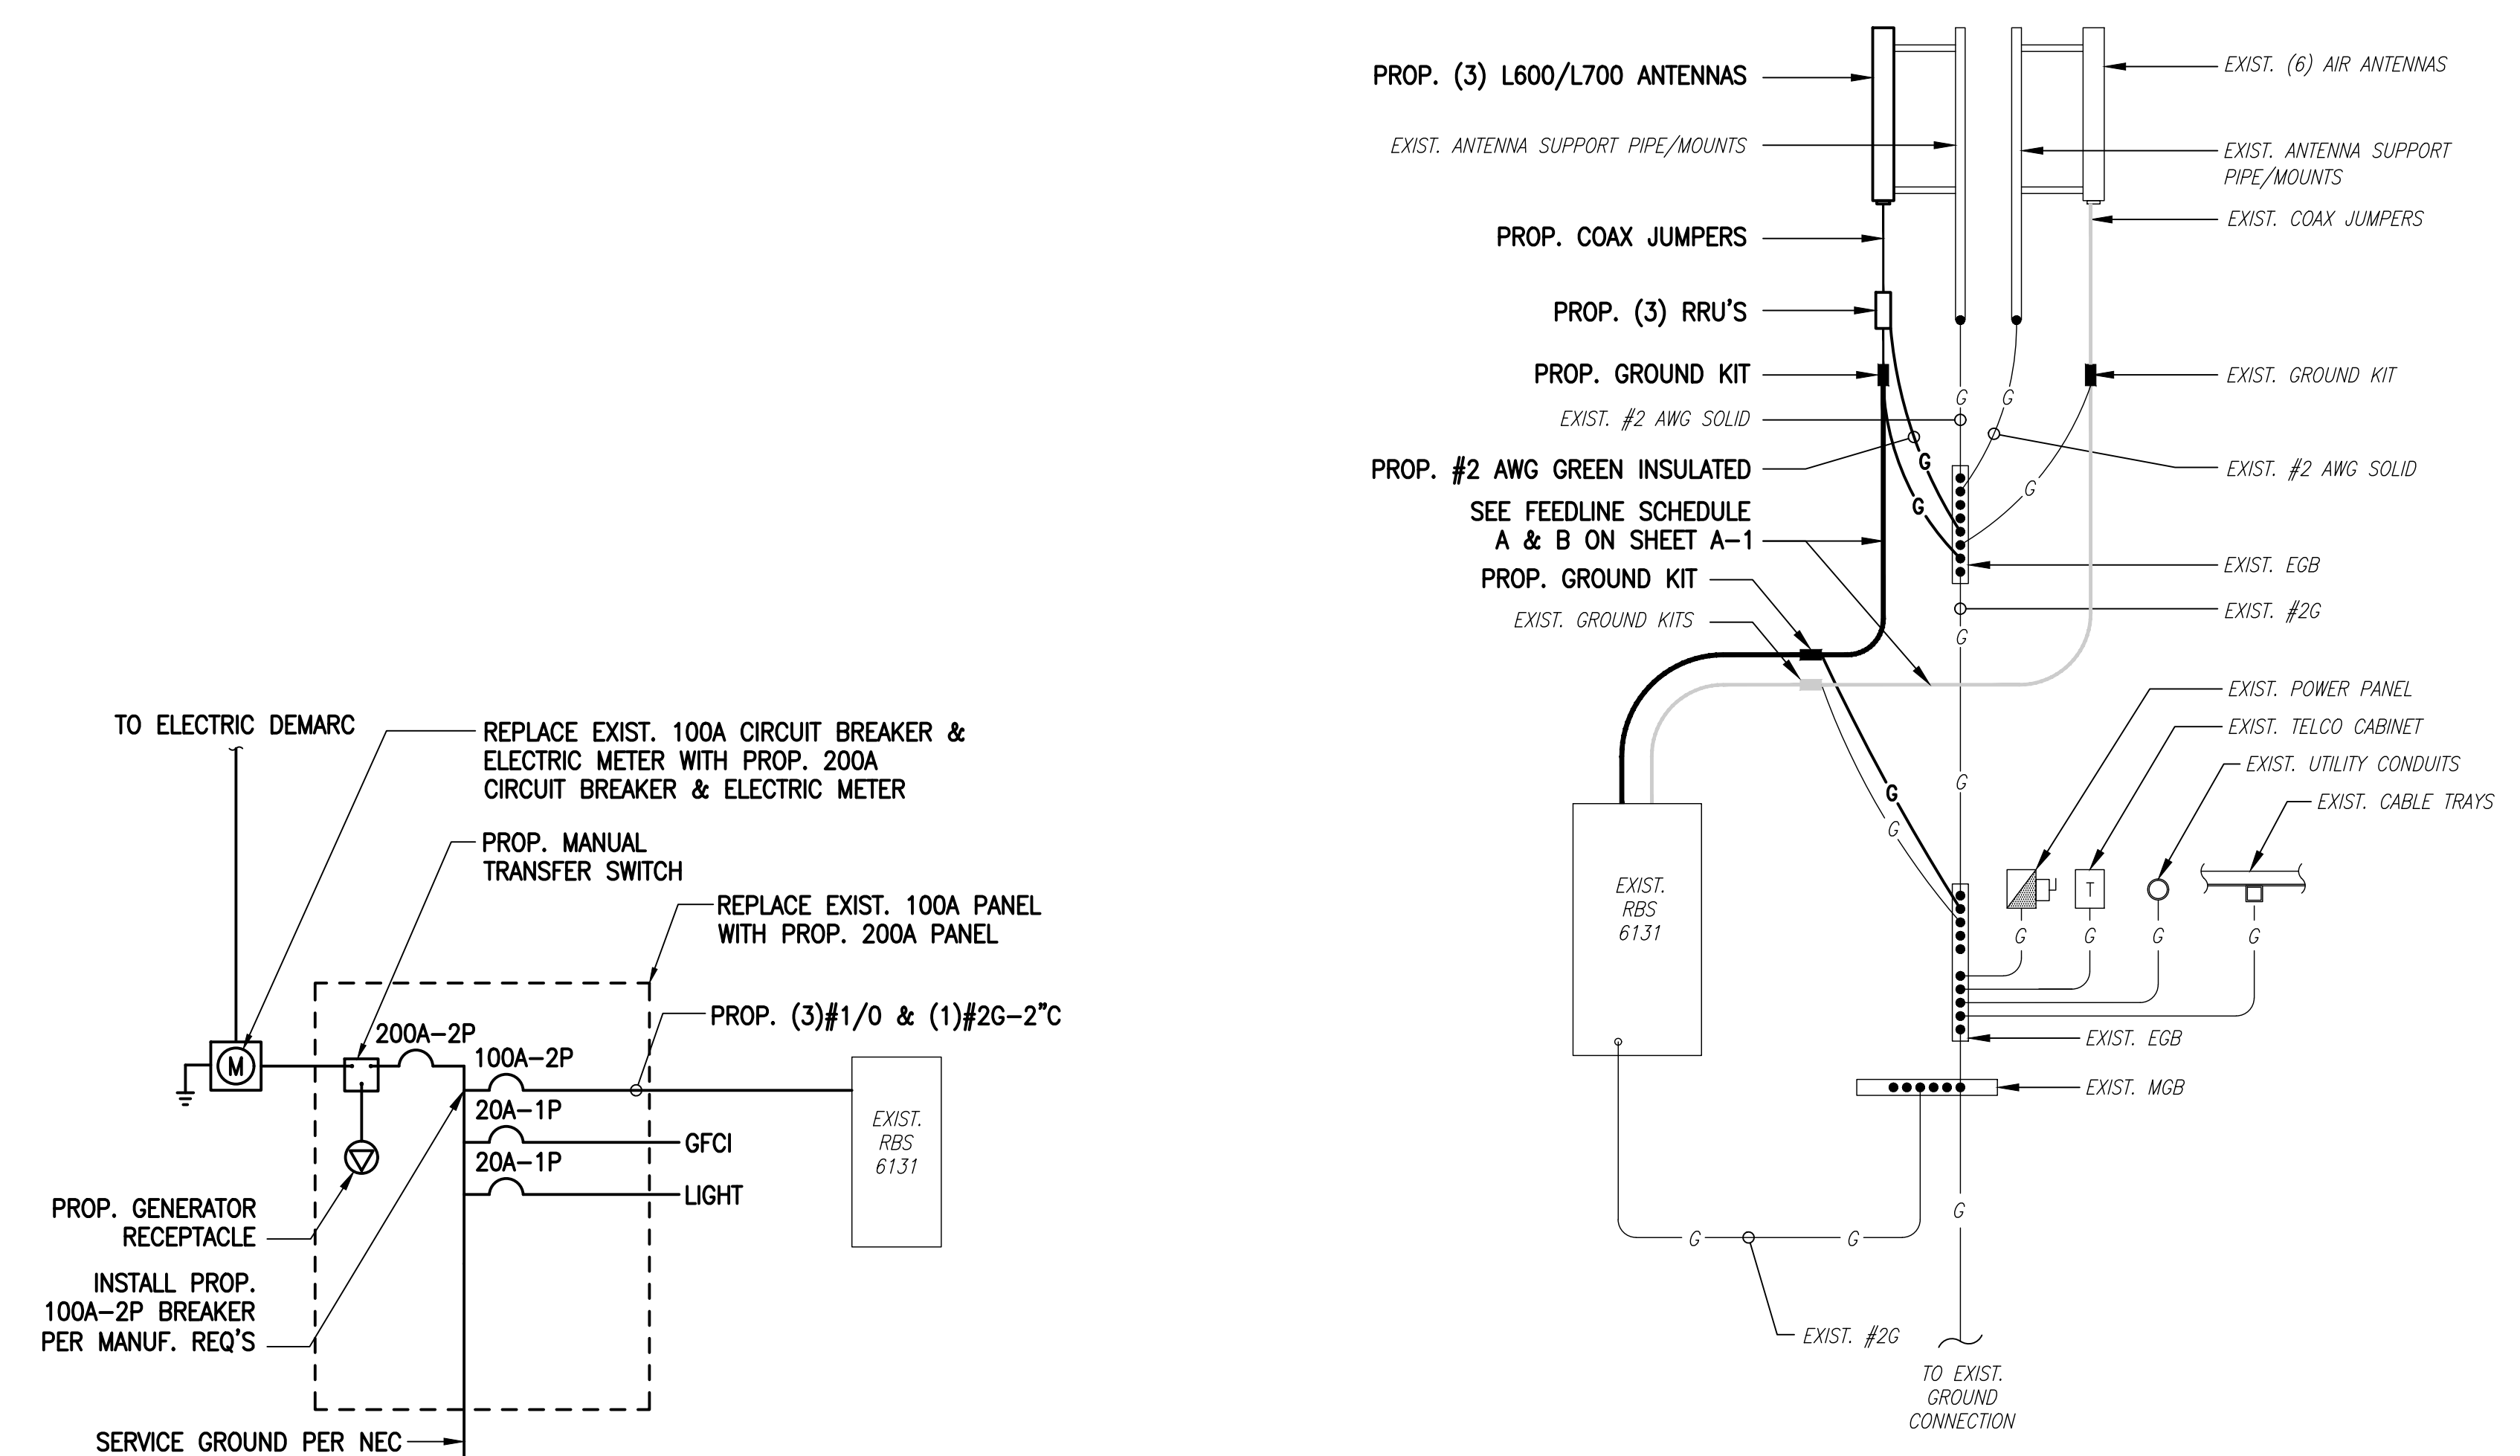 TO ELECTRIC DEMARC
REPLACE EXIST. 100A CIRCUIT BREAKER &
ELECTRIC METER WITH PROP. 200A
CIRCUIT BREAKER & ELECTRIC METER
PROP. MANUAL
TRANSFER SWITCH
REPLACE EXIST. 100A PANEL
WITH PROP. 200A PANEL
PROP. (3)#1/0 & (1)#2G-2"C
200A-2P
100A-2P
M
20A-1P
GFCI
20A-1P
LIGHT
EXIST.
RBS
6131
PROP. GENERATOR
RECEPTACLE
INSTALL PROP.
100A-2P BREAKER
PER MANUF. REQ'S
SERVICE GROUND PER NEC
PROP. (3) L600/L700 ANTENNAS
EXIST. ANTENNA SUPPORT PIPE/MOUNTS
PROP. COAX JUMPERS
PROP. (3) RRU'S
PROP. GROUND KIT
EXIST. #2 AWG SOLID
PROP. #2 AWG GREEN INSULATED
SEE FEEDLINE SCHEDULE
A & B ON SHEET A-1
PROP. GROUND KIT
EXIST. GROUND KITS
EXIST. (6) AIR ANTENNAS
EXIST. ANTENNA SUPPORT
PIPE/MOUNTS
EXIST. COAX JUMPERS
EXIST. GROUND KIT
EXIST. #2 AWG SOLID
EXIST. EGB
EXIST. #2G
EXIST. POWER PANEL
EXIST. TELCO CABINET
EXIST. UTILITY CONDUITS
EXIST. CABLE TRAYS
G
G
G
G
G
G
G
G
G
T
G
G
G
G
EXIST.
RBS
6131
EXIST. EGB
EXIST. MGB
G
G
G
EXIST. #2G
TO EXIST.
GROUND
CONNECTION